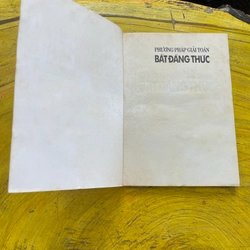 PHƯƠNG PHÁP GIẢI TOÁN
BẤT ĐẲNG THỨC